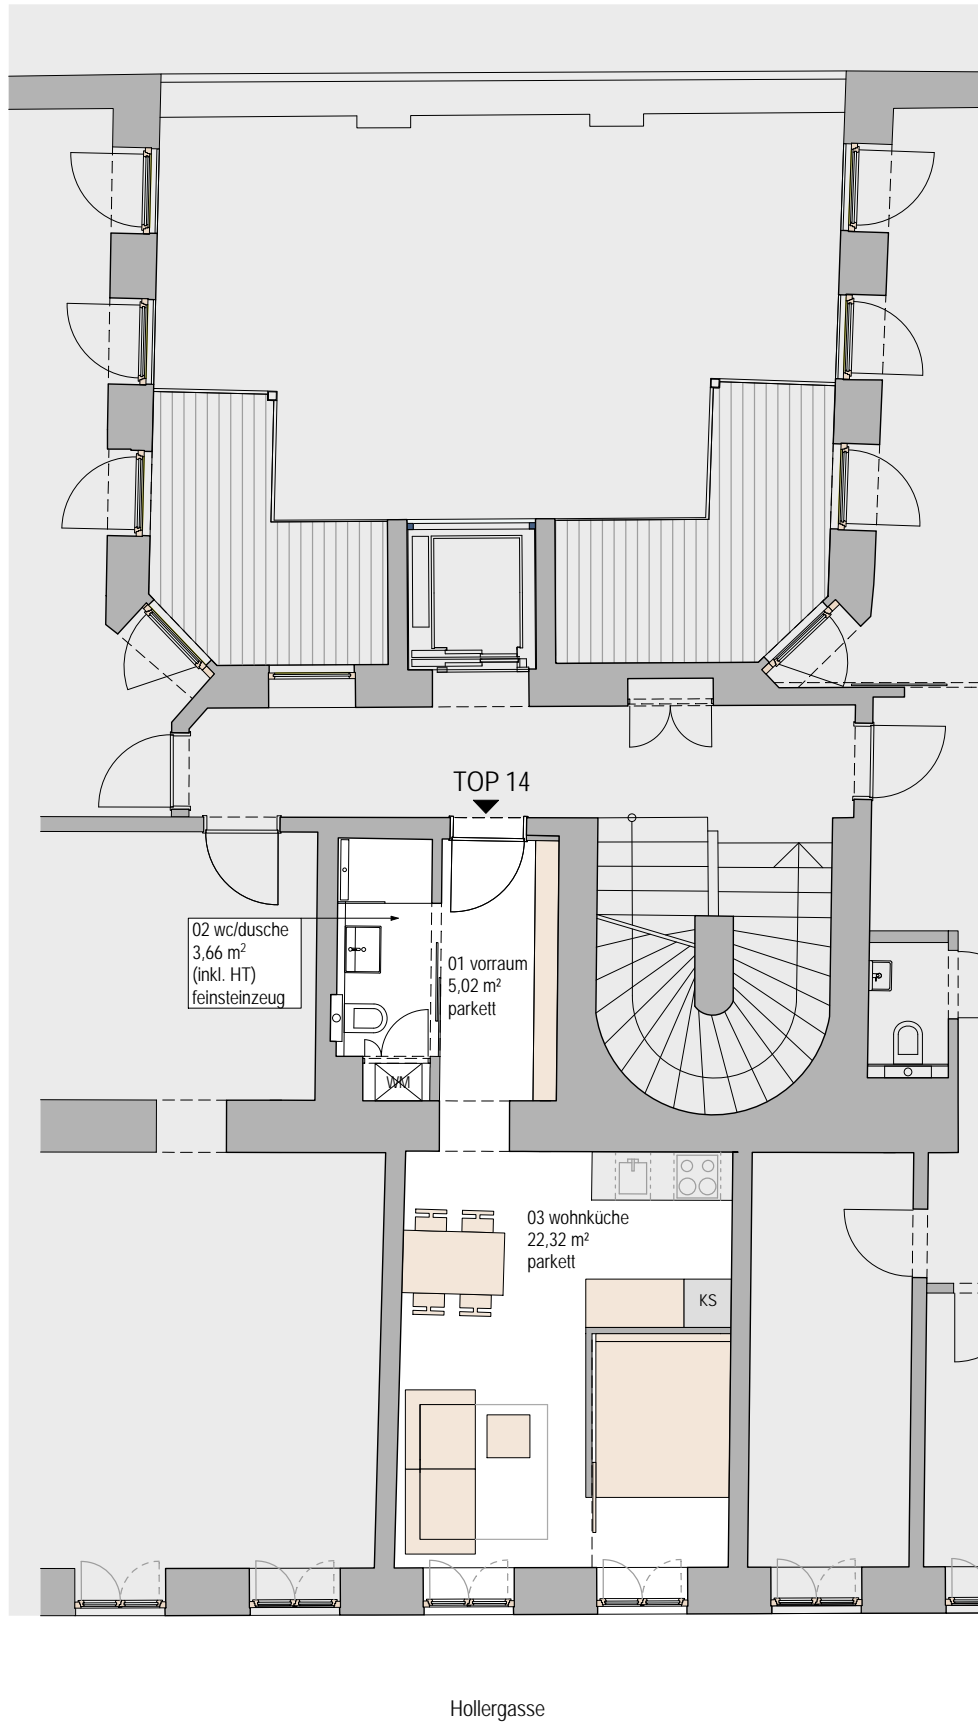 TOP 14
02 wc/dusche
3,66 m²
(inkl. HT)
feinsteinzeug
01 vorraum
5,02 m²
parkett
WM
03 wohnküche
22,32 m²
parkett
KS
Hollergasse